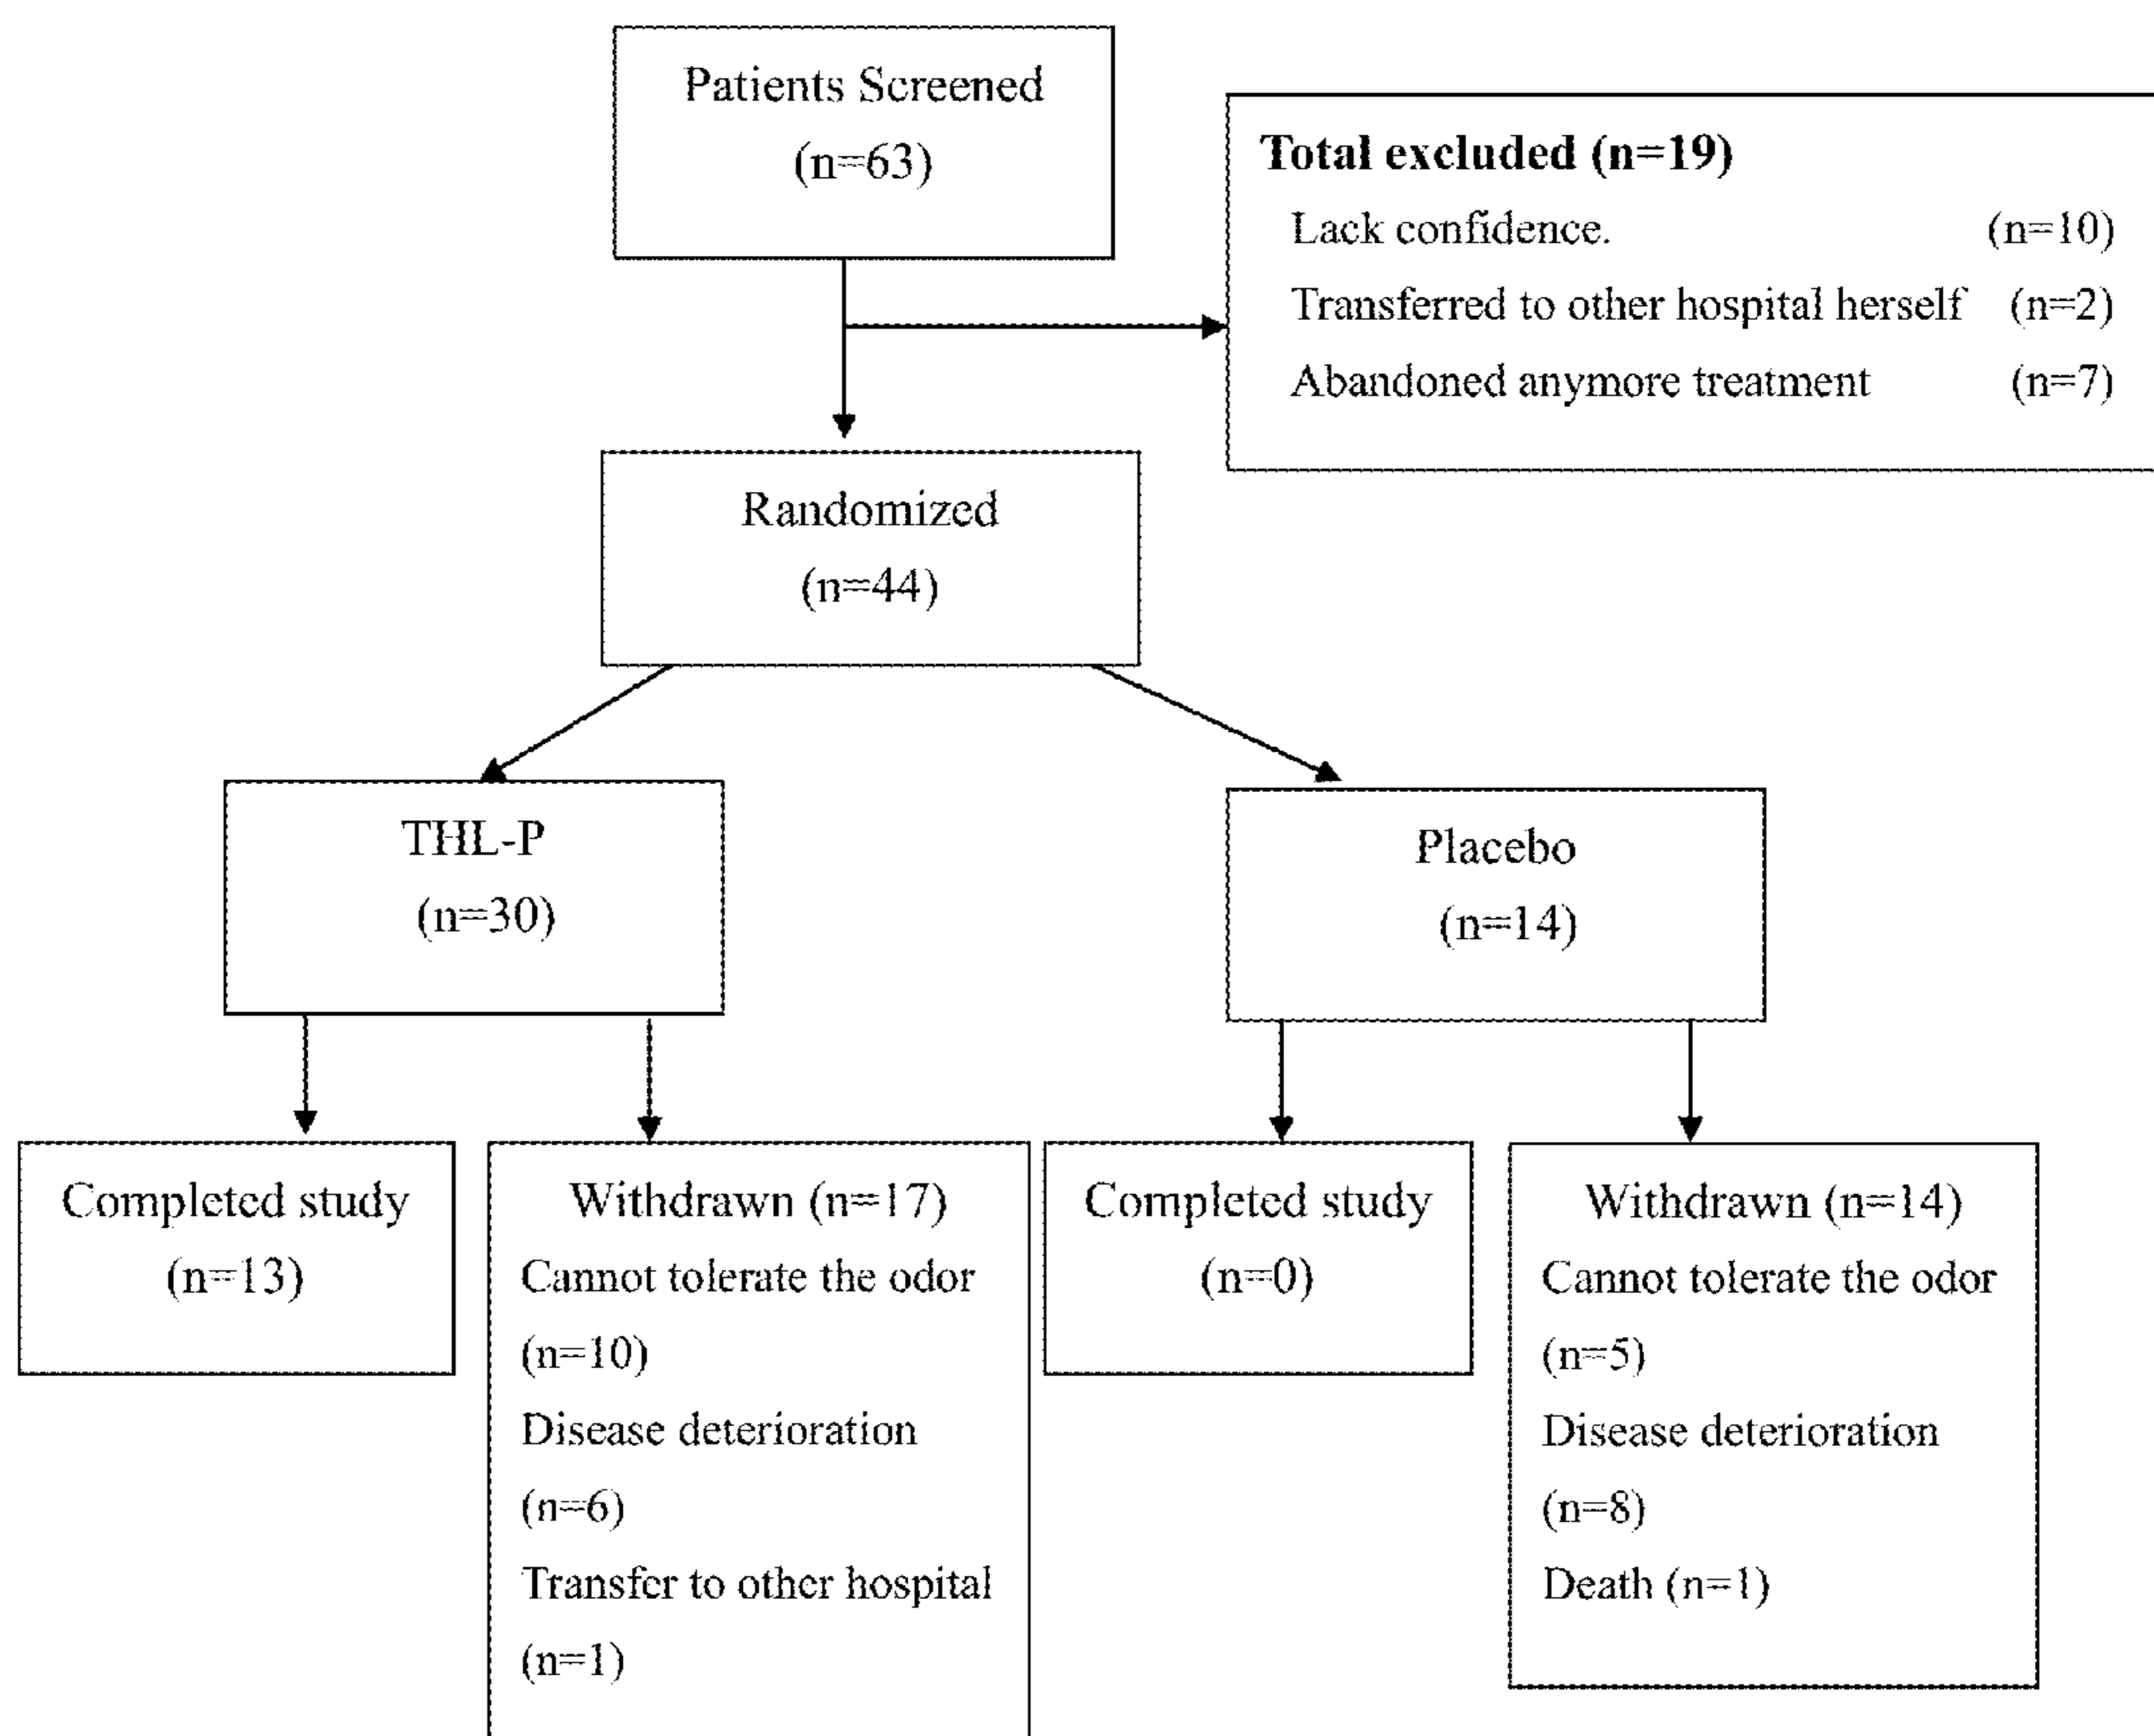 Patients Screened
(n=63)
Total excluded (n=19)
Lack confidence. (n=10)
Transferred to other hospital herself (n=2)
Abandoned anymore treatment (n=7)
Randomized
(n=44)
THL-P
(n=30)
Placebo
(n=14)
Completed study
(n=13)
Withdrawn (n=17)
Cannot tolerate the odor
(n=10)
Disease deterioration
(n=6)
Transfer to other hospital
(n=1)
Completed study
(n=0)
Withdrawn (n=14)
Cannot tolerate the odor
(n=5)
Disease deterioration
(n=8)
Death (n=1)